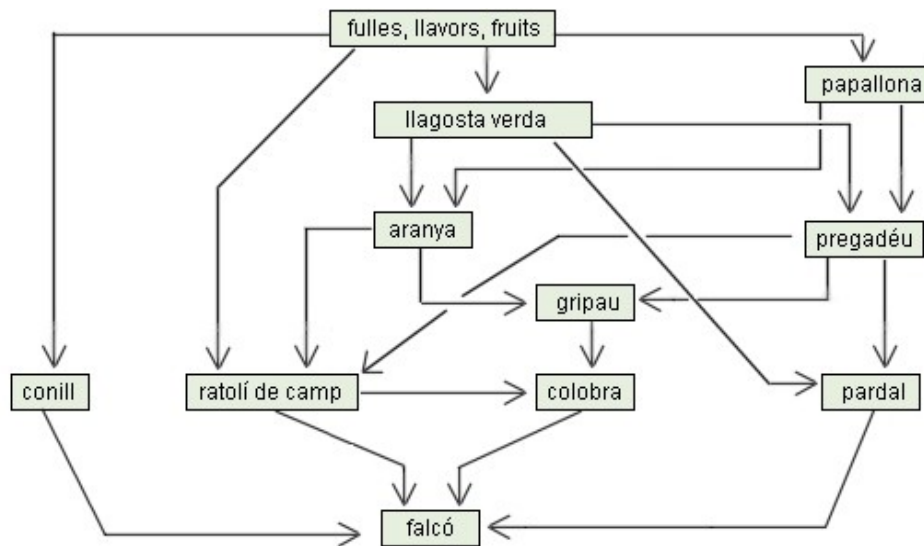 fulles, llavors, fruits
papallona
llagosta verda
aranya
pregadéu
gripau
conill
ratolí de camp
colobra
pardal
falcó